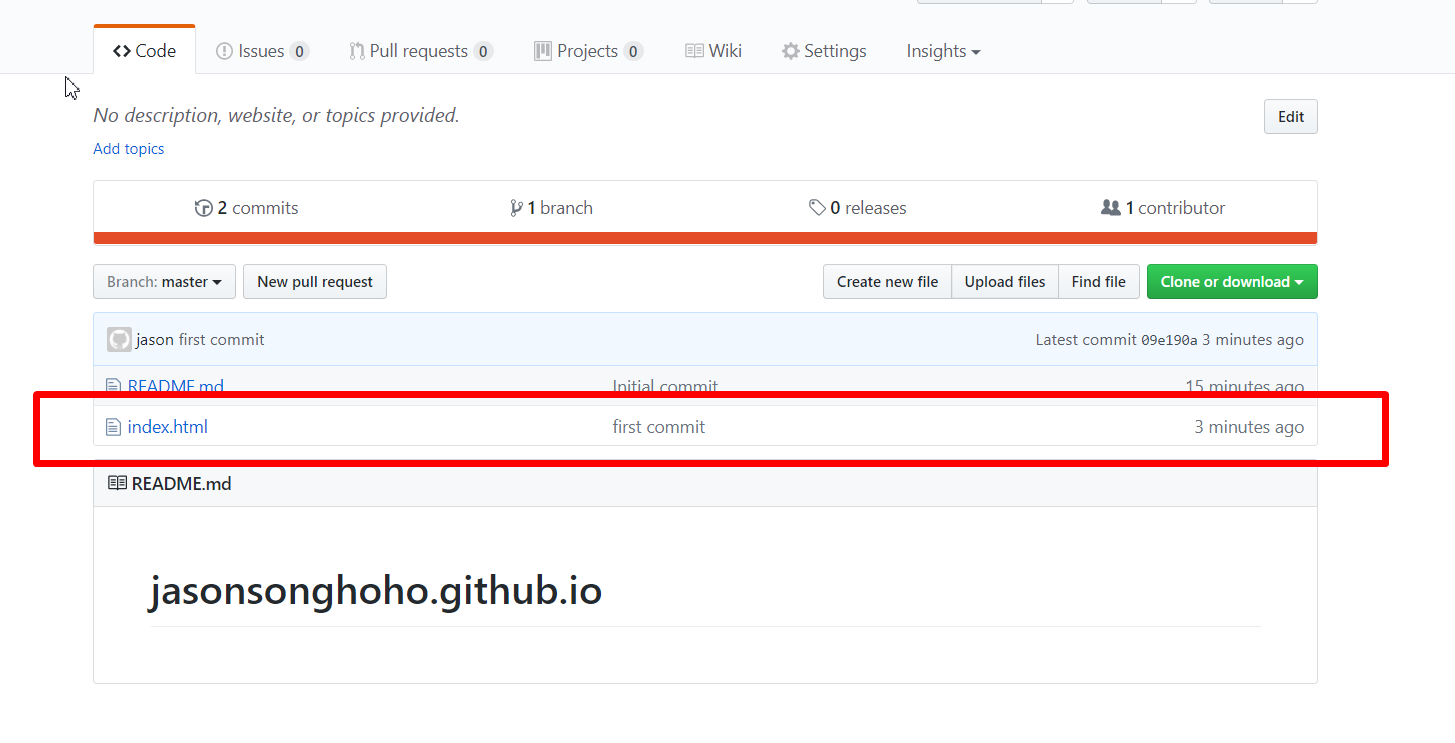 Code Issues 0 Pull requests 0 Projects 0 Wiki Settings Insights
No description, website, or topics provided. Edit
Add topics
2 commits 1 branch 0 releases 1 contributor
Branch: master New pull request Create new file Upload files Find file Clone or download
jason first commit Latest commit 09e190a 3 minutes ago
README.md Initial commit 15 minutes ago
index.html first commit 3 minutes ago
README.md
jasonsonghoho.github.io